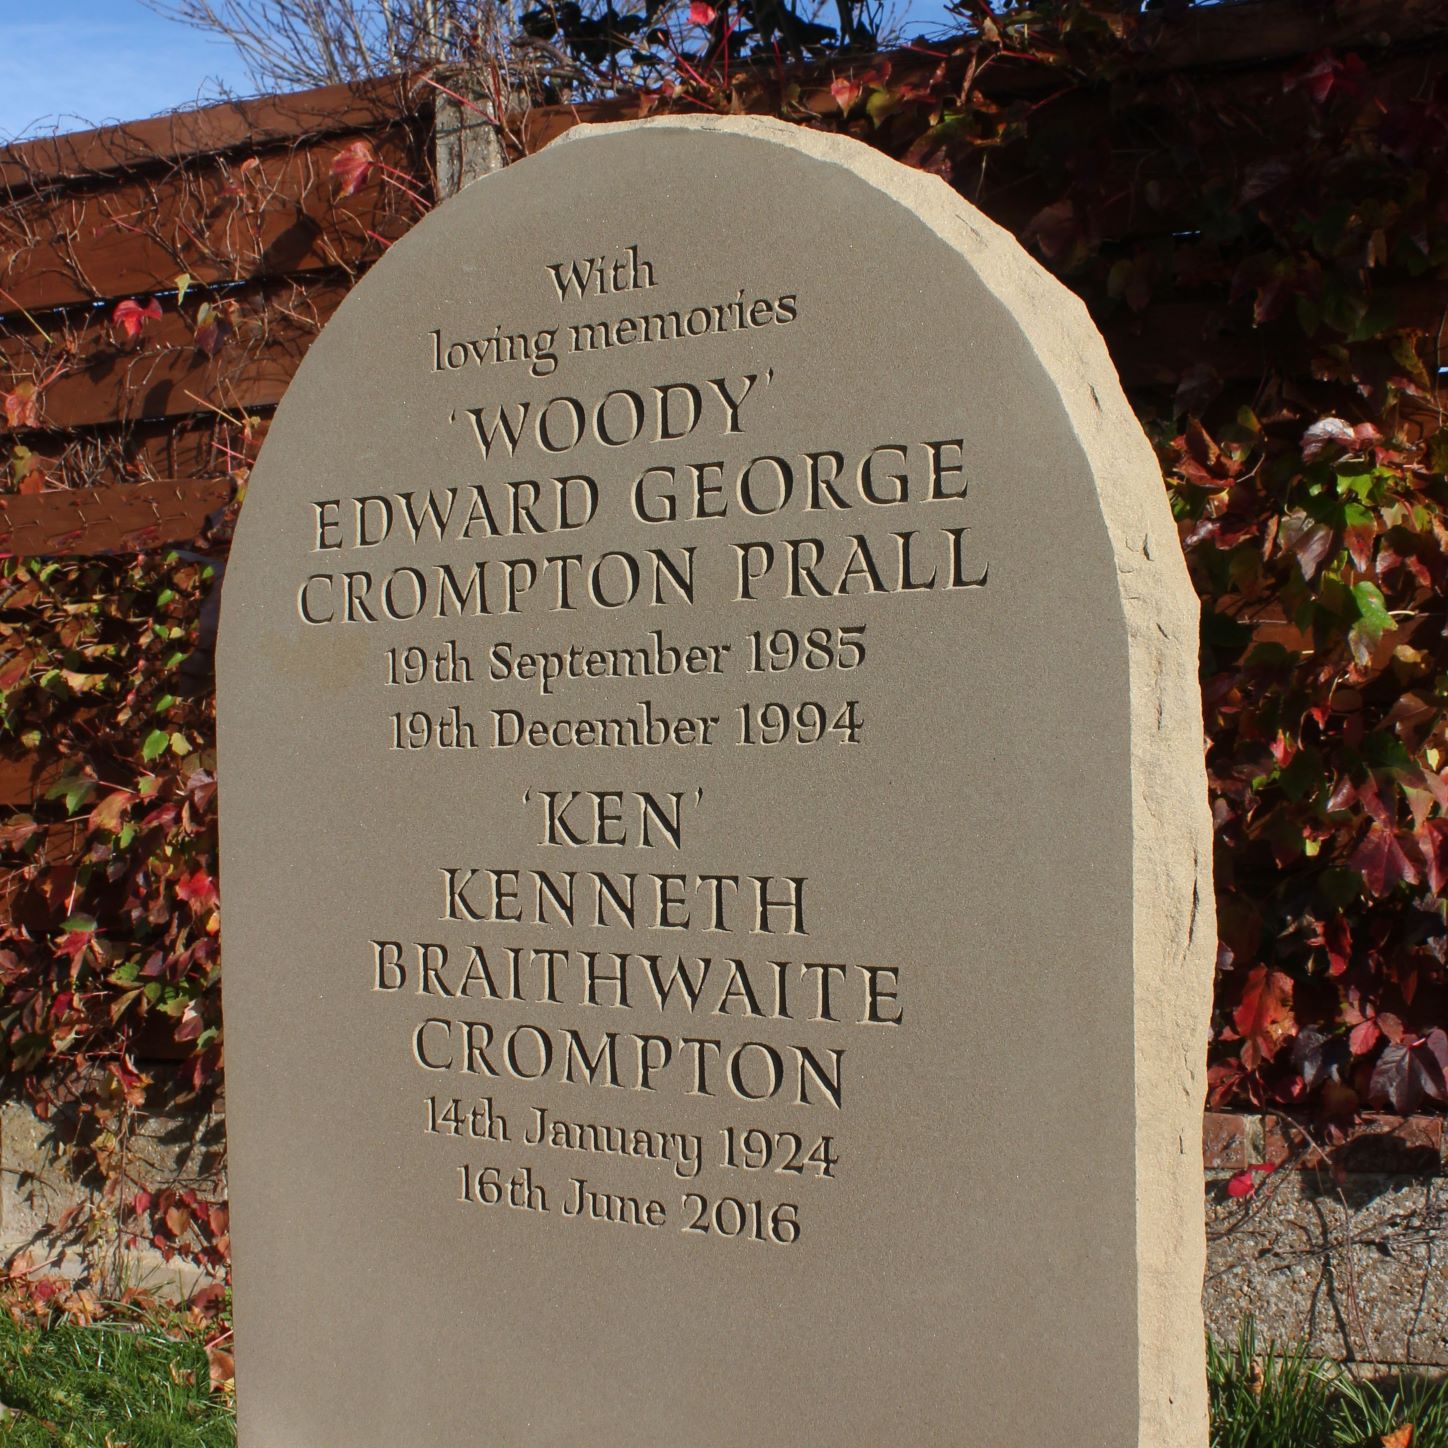 With
loving memories
‘WOODY’
EDWARD GEORGE
CROMPTON PRALL
19th September 1985
19th December 1994
‘KEN’
KENNETH
BRAITHWAITE
CROMPTON
14th January 1924
16th June 2016